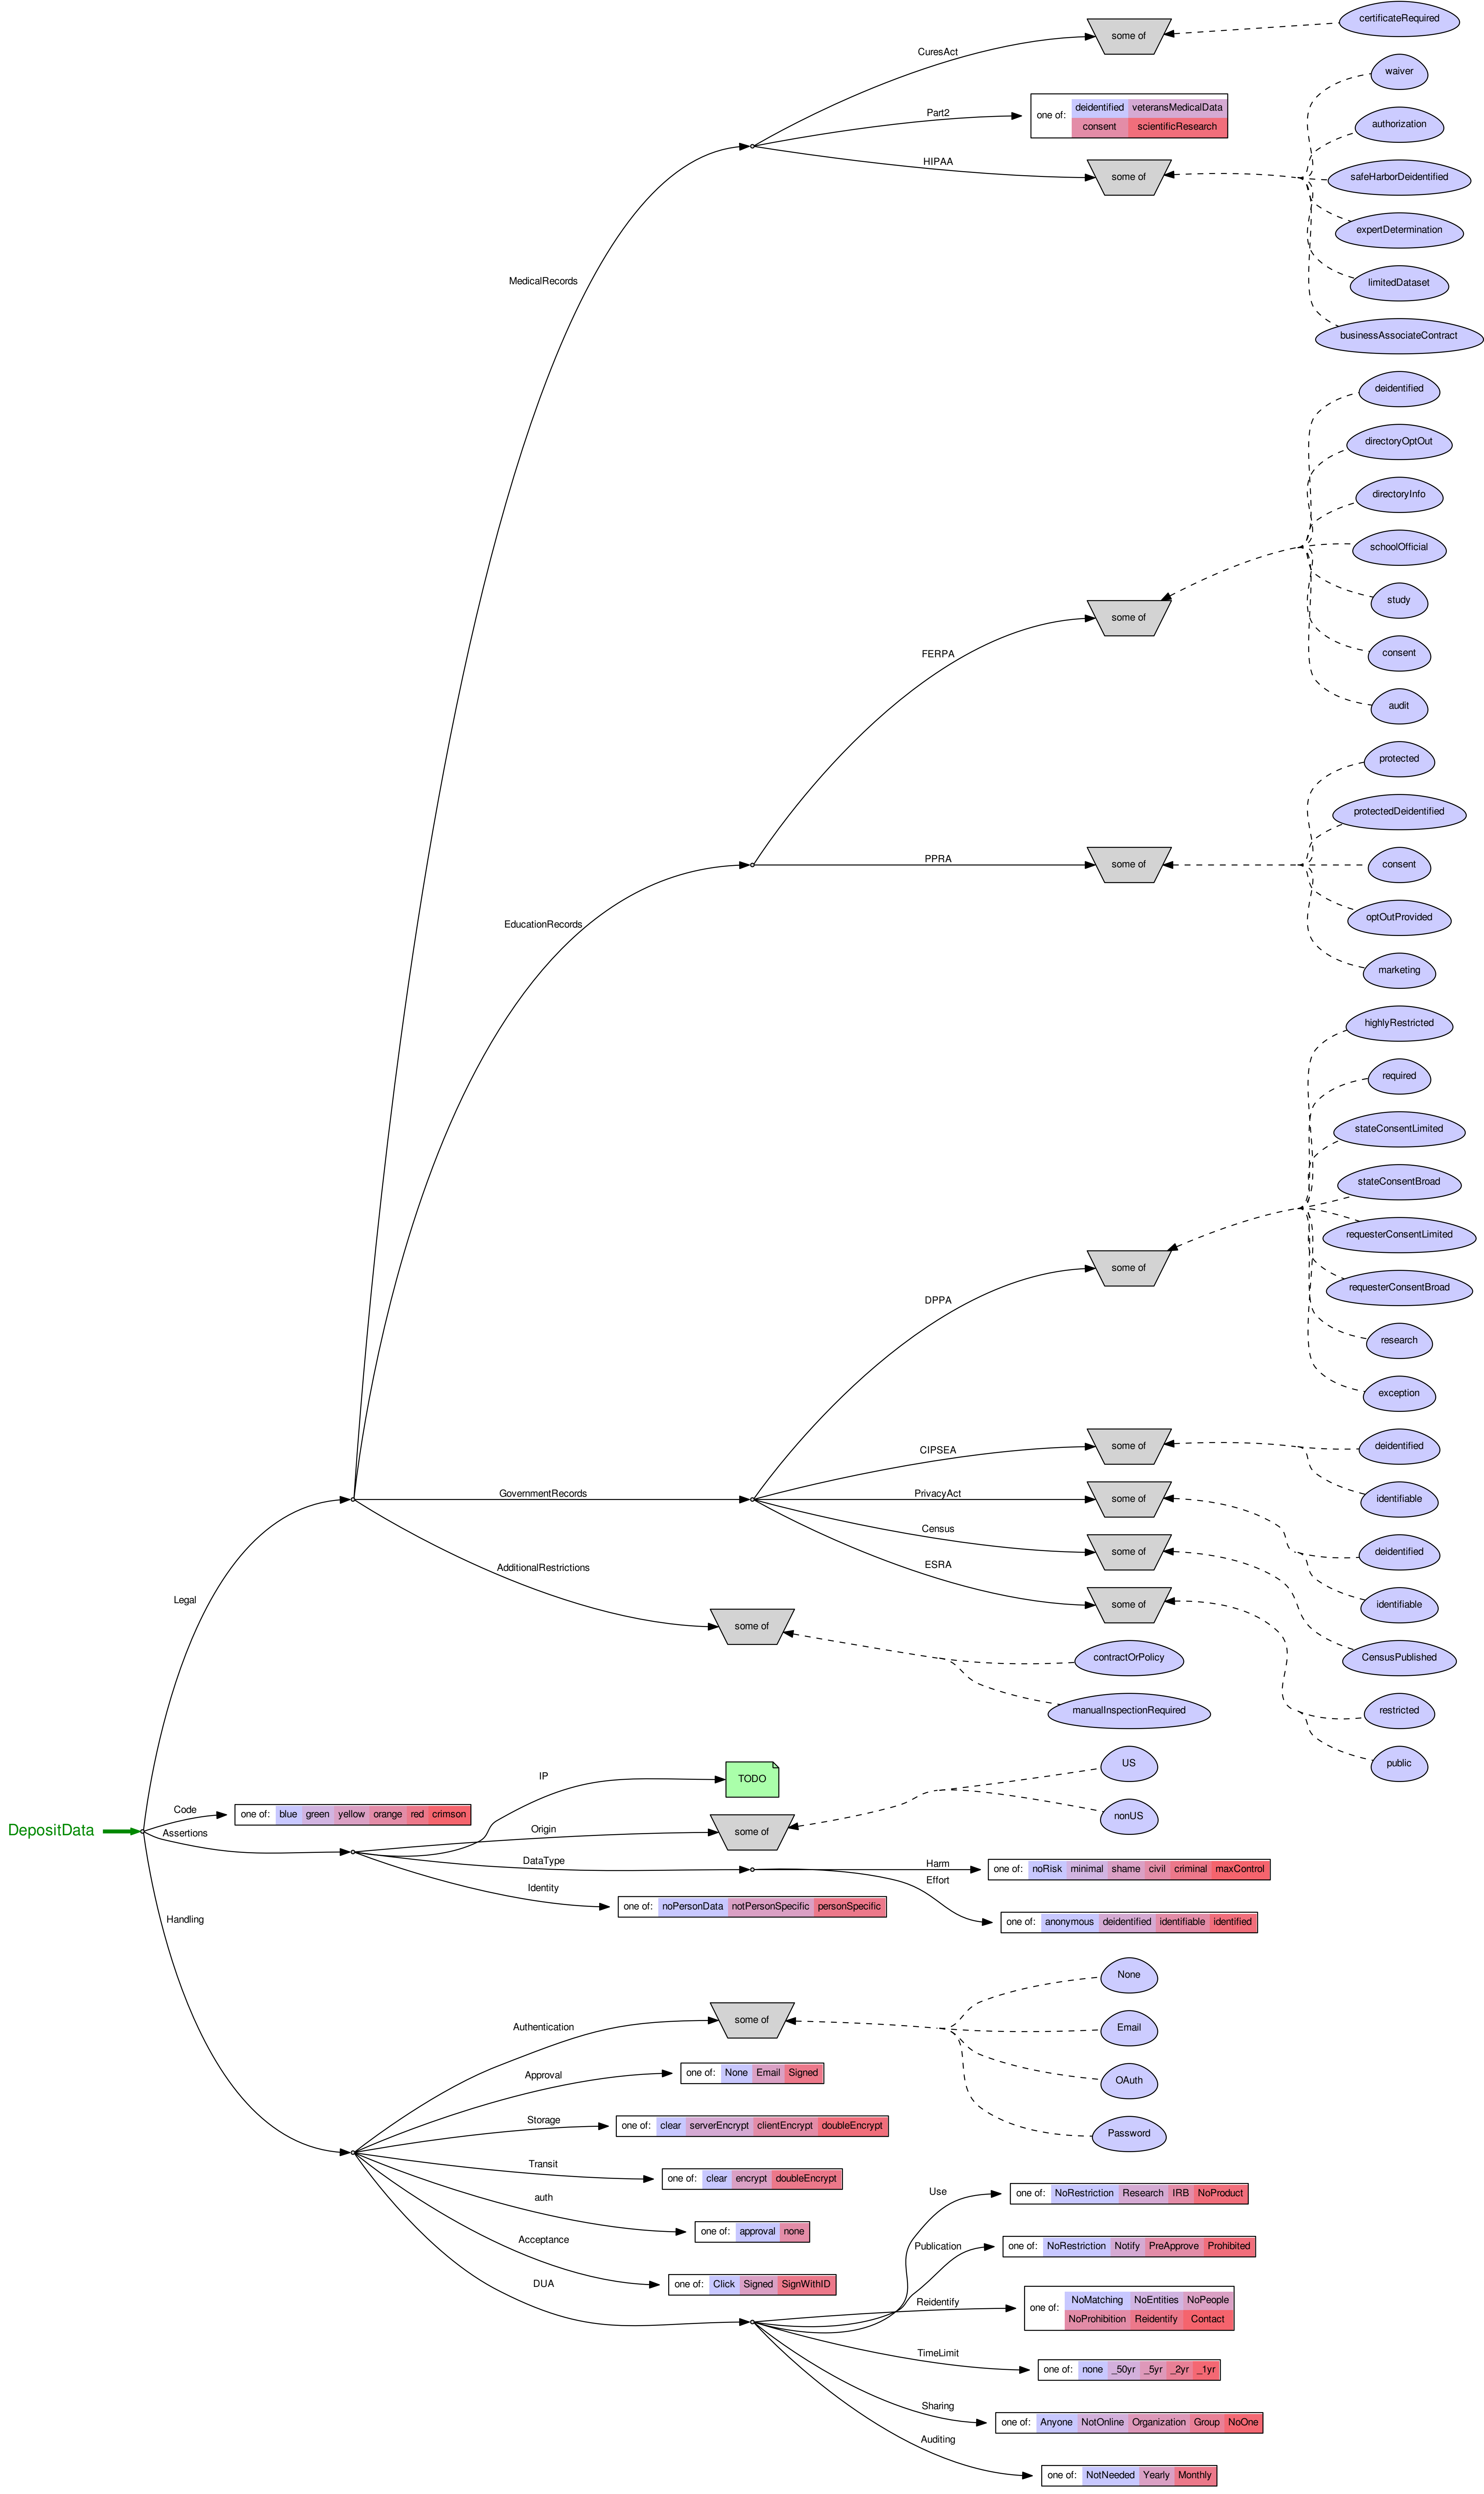 certificateRequired
CuresAct
some of
waiver
Part2
one of: deidentified veteransMedicalData
consent scientificResearch
authorization
HIPAA
some of
safeHarborDeidentified
expertDetermination
MedicalRecords
limitedDataset
businessAssociateContract
deidentified
directoryOptOut
directoryInfo
schoolOfficial
study
some of
FERPA
consent
audit
protected
protectedDeidentified
PPRA
some of
consent
EducationRecords
optOutProvided
marketing
highlyRestricted
required
stateConsentLimited
stateConsentBroad
requesterConsentLimited
some of
requesterConsentBroad
DPPA
research
exception
CIPSEA
some of
deidentified
GovernmentRecords
PrivacyAct
some of
identifiable
Census
some of
deidentified
AdditionalRestrictions
ESRA
some of
identifiable
Legal
some of
contractOrPolicy
CensusPublished
manualInspectionRequired
restricted
IP
TODO
US
public
Code
one of: blue green yellow orange red crimson
nonUS
DepositData
Assertions
Origin
some of
DataType
Harm
one of: noRisk minimal shame civil criminal maxControl
Effort
Identity
one of: noPersonData notPersonSpecific personSpecific
Handling
one of: anonymous deidentified identifiable identified
None
Authentication
some of
Email
Approval
one of: None Email Signed
OAuth
Storage
one of: clear serverEncrypt clientEncrypt doubleEncrypt
Password
Transit
one of: clear encrypt doubleEncrypt
Use
one of: NoRestriction Research IRB NoProduct
auth
one of: approval none
Acceptance
Publication
one of: NoRestriction Notify PreApprove Prohibited
one of: Click Signed SignWithID
DUA
Reidentify
one of: NoMatching NoEntities NoPeople
NoProhibition Reidentify Contact
TimeLimit
one of: none _50yr _5yr _2yr _1yr
Sharing
one of: Anyone NotOnline Organization Group NoOne
Auditing
one of: NotNeeded Yearly Monthly